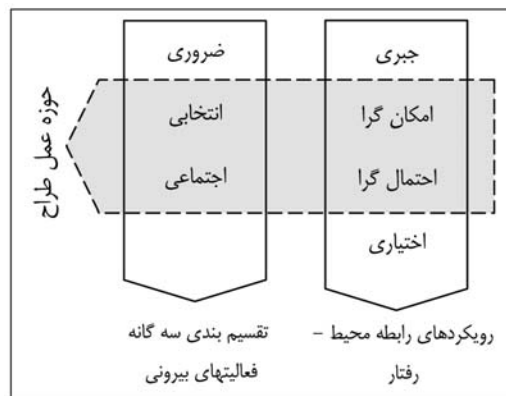 جبری
امکان گرا
احتمال گرا
اختیاری
رویکردهای رابطه محیط –
رفتار
ضروری
انتخابی
اجتماعی
تقسیم بندی سه گانه
فعالیتهای بیرونی
حوزه عمل طراح